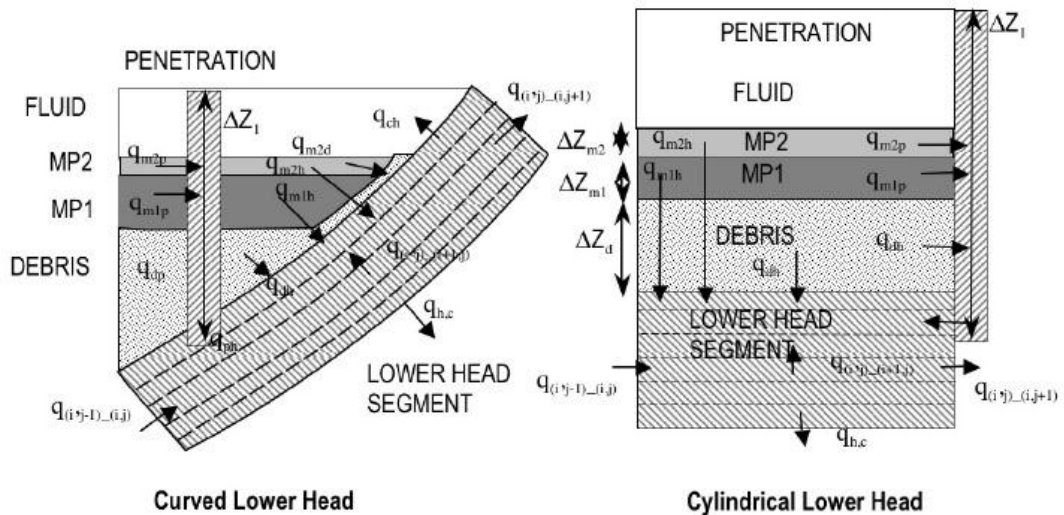 PENETRATION
FLUID
ΔZ1
MP2
MP1
DEBRIS
qm2p
qm1p
qdp
qph
qm2d
qm2h
qm1h
qdh
qch
q(i,j)_(i,j+1)
qh,c
q(i,j-1)_(i,j)
LOWER HEAD
SEGMENT
Curved Lower Head
PENETRATION
FLUID
ΔZ1
ΔZm2
ΔZm1
ΔZd
qm2h
MP2
qm2p
qm1h
MP1
qm1p
DEBRIS
qdh
qdh
LOWER HEAD
SEGMENT
q(i,j)_(i+1,j)
q(i,j-1)_(i,j)
q(i,j)_(i,j+1)
qh,c
Cylindrical Lower Head